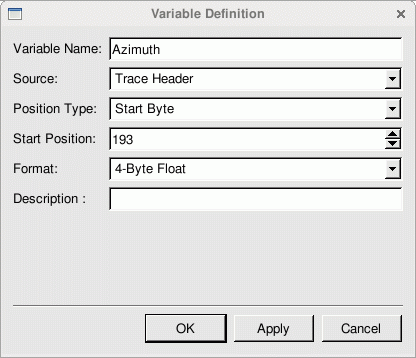 Variable Definition
Variable Name: Azimuth
Source: Trace Header
Position Type: Start Byte
Start Position: 193
Format: 4-Byte Float
Description :
OK Apply Cancel